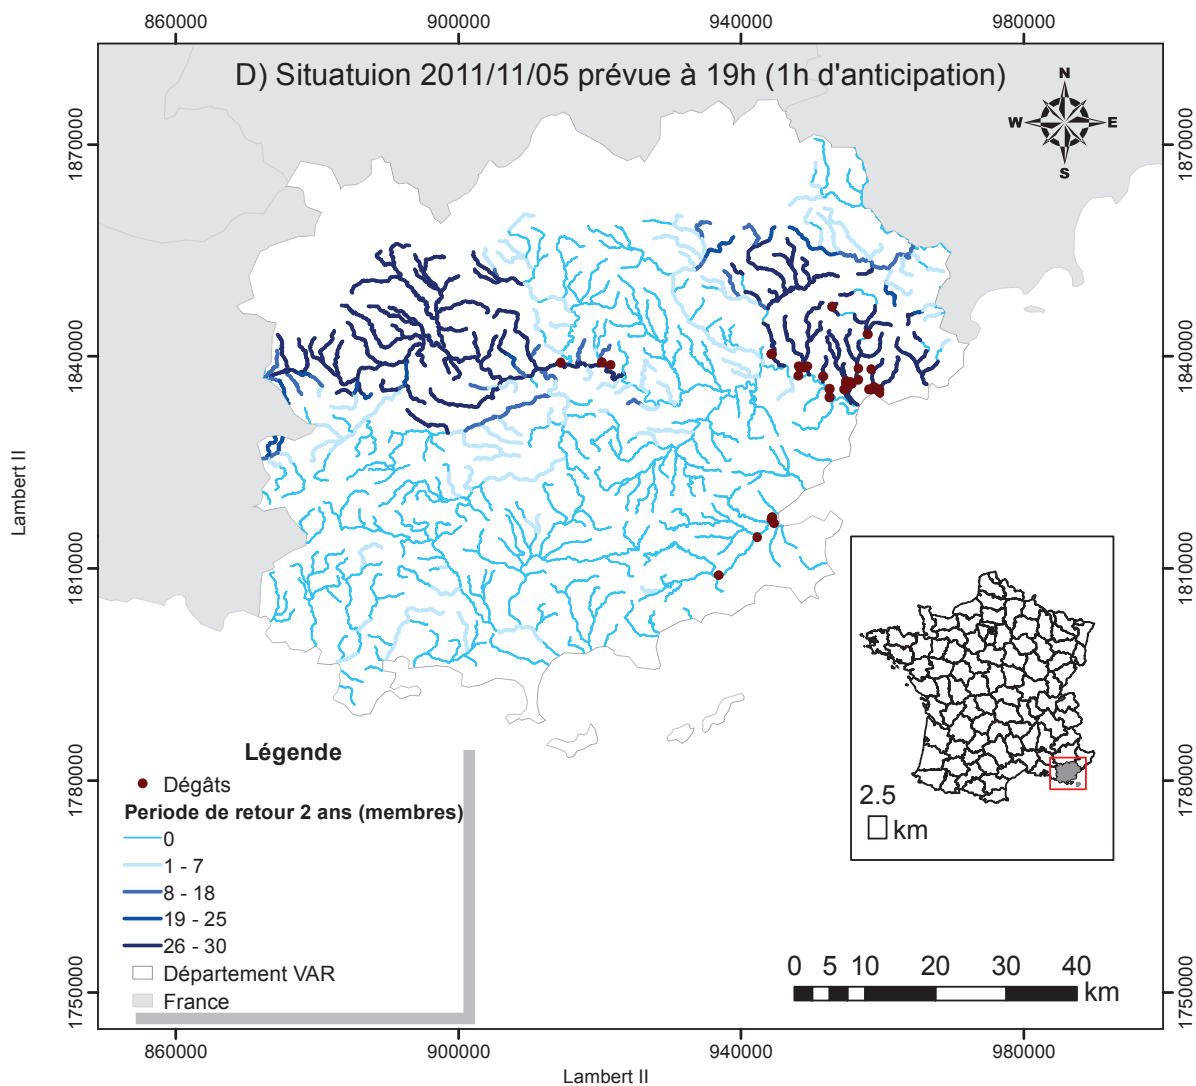 860000 900000 940000 980000
D) Situatuion 2011/11/05 prévue à 19h (1h d'anticipation)
N
W E
S
1870000 1870000
1840000 1840000
1810000 1810000
1780000 1780000
1750000 1750000
Lambert II
2.5
km
Légende
Dégâts
Periode de retour 2 ans (membres)
0
1 - 7
8 - 18
19 - 25
26 - 30
Département VAR
France
0 5 10 20 30 40
km
860000 900000 940000 980000
Lambert II